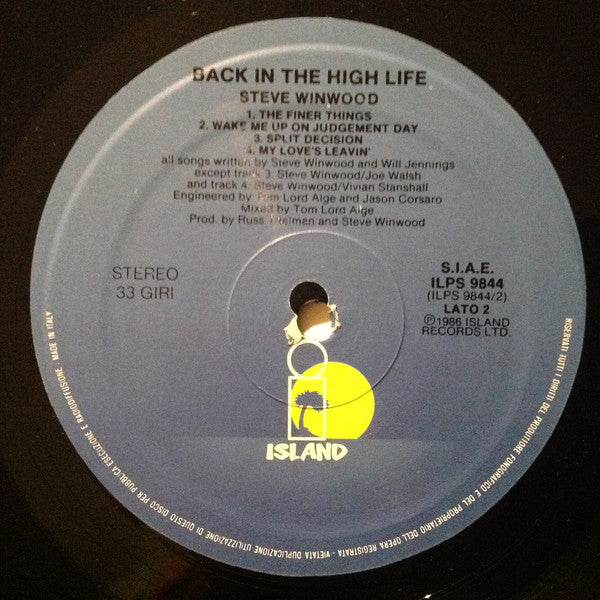 BACK IN THE HIGH LIFE
STEVE WINWOOD
1. THE FINER THINGS
2. WAKE ME UP ON JUDGEMENT DAY
3. SPLIT DECISION
4. MY LOVE'S LEAVIN'
all songs written by Steve Winwood and Will Jennings
except track 3: Steve Winwood/Joe Walsh
and track 4: Steve Winwood/Vivian Stanshall
Engineered by Tom Lord Alge and Jason Corsaro
Mixed by Tom Lord Alge
Prod. by Russ and Steve Winwood
STEREO
33 GIRI
S.I.A.E.
ILPS 9844
(ILPS 9844/2)
LATO 2
℗1986 ISLAND
RECORDS LTD.
ISLAND
RISERVATI TUTTI I DIRITTI DEL PRODUTTORE FONOGRAFICO E DEL PROPRIETARIO DELL'OPERA REGISTRATA - VIETATA DUPLICAZIONE UTILIZZAZIONE DI QUESTO DISCO PER PUBBLICA ESECUZIONE E RADIODIFFUSIONE - MADE IN ITALY